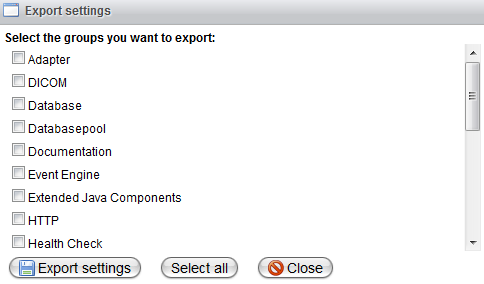 Export settings
Select the groups you want to export:
Adapter
DICOM
Database
Databasepool
Documentation
Event Engine
Extended Java Components
HTTP
Health Check
Export settings Select all Close